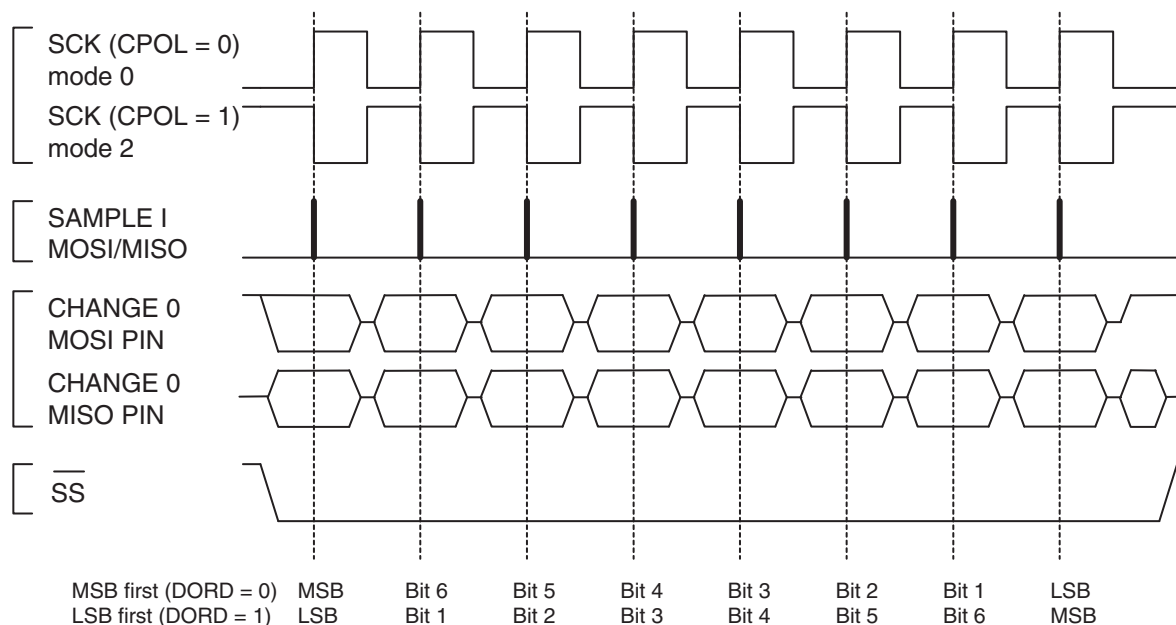 SCK (CPOL = 0)
mode 0
SCK (CPOL = 1)
mode 2
SAMPLE I
MOSI/MISO
CHANGE 0
MOSI PIN
CHANGE 0
MISO PIN
SS
MSB first (DORD = 0) MSB Bit 6 Bit 5 Bit 4 Bit 3 Bit 2 Bit 1 LSB
LSB first (DORD = 1) LSB Bit 1 Bit 2 Bit 3 Bit 4 Bit 5 Bit 6 MSB